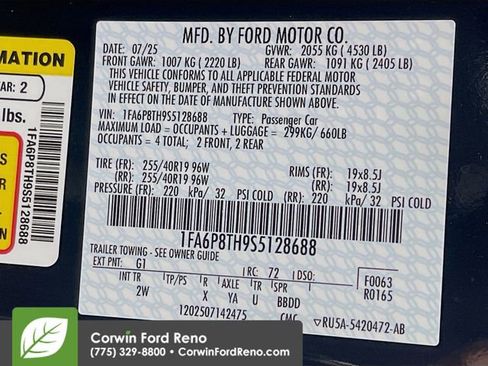 MFD. BY FORD MOTOR CO.
DATE: 07/25 GVWR: 2055 KG ( 4530 LB)
FRONT GAWR: 1007 KG ( 2220 LB) REAR GAWR: 1091 KG ( 2405 LB)
THIS VEHICLE CONFORMS TO ALL APPLICABLE FEDERAL MOTOR
VEHICLE SAFETY, BUMPER, AND THEFT PREVENTION STANDARDS
IN EFFECT ON THE DATE OF MANUFACTURE SHOWN ABOVE.
VIN: 1FA6P8TH9S5128688 TYPE: Passenger Car
MAXIMUM LOAD = OCCUPANTS + LUGGAGE = 299KG/ 660LB
OCCUPANTS = 4 TOTAL; 2 FRONT, 2 REAR
TIRE (FR): 255/40R19 96W RIMS (FR): 19x8.5J
(RR): 255/40R19 96W (RR): 19x8.5J
PRESSURE (FR): 220 kPa/ 32 PSI COLD (RR): 220 kPa/ 32 PSI COLD
1FA6P8TH9S5128688
TRAILER TOWING - SEE OWNER GUIDE
EXT PNT: G1 RC: 72 DSO: F0063
INT TR TP/PS R AXLE TR SPR R0165
2W X YA U BBDD
1202507142475 CMC ▽RU5A-5420472-AB
MATION
AR: 2
lbs.
1FA6P8TH9S5128688
Corwin Ford Reno
(775) 329-8800 • CorwinFordReno.com